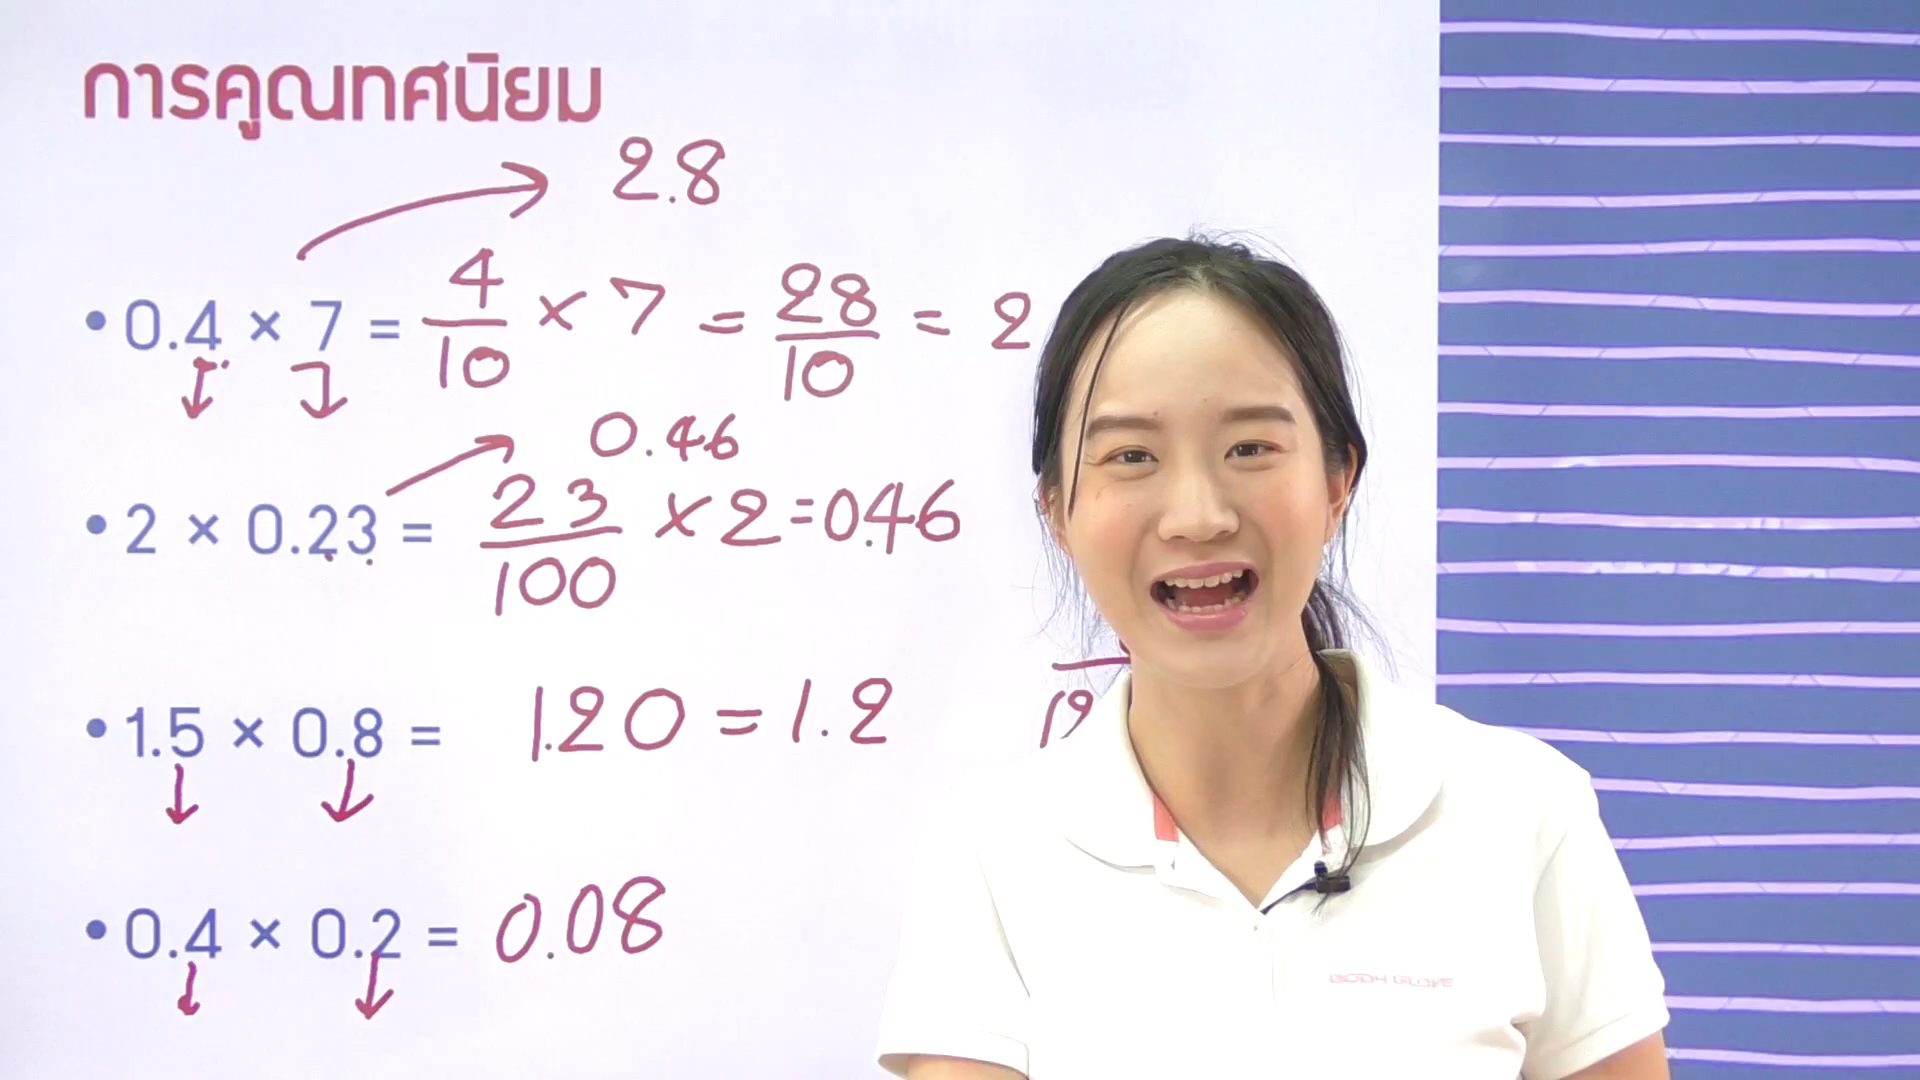 การคูณทศนิยม
2.8
• 0.4 × 7 = 4/10 × 7 = 28/10 = 2
0.46
• 2 × 0.23 = 23/100 × 2 = 0.46
• 1.5 × 0.8 = 1.20 = 1.2
• 0.4 × 0.2 = 0.08
BODY GLOVE